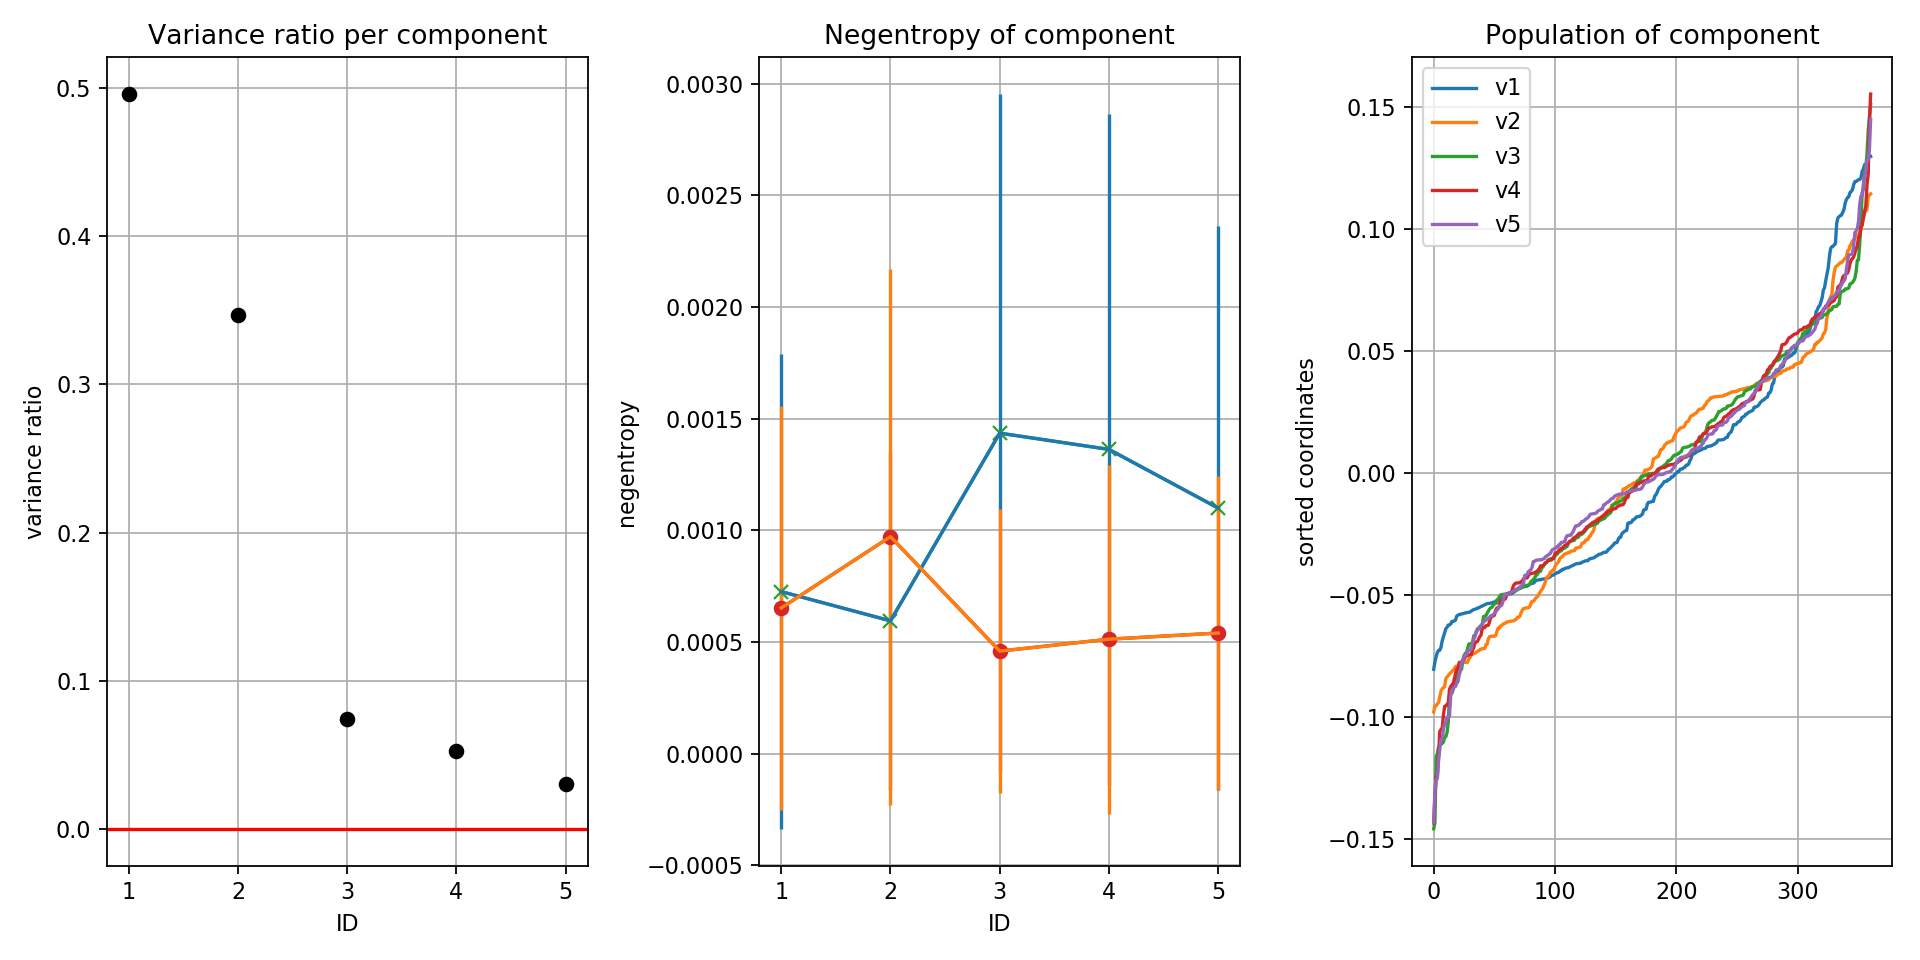 Variance ratio per component
variance ratio
0.5
0.4
0.3
0.2
0.1
0.0
1 2 3 4 5
ID
Negentropy of component
negentropy
0.0030
0.0025
0.0020
0.0015
0.0010
0.0005
0.0000
−0.0005
1 2 3 4 5
ID
Population of component
sorted coordinates
0.15
0.10
0.05
0.00
−0.05
−0.10
−0.15
v1
v2
v3
v4
v5
0 100 200 300